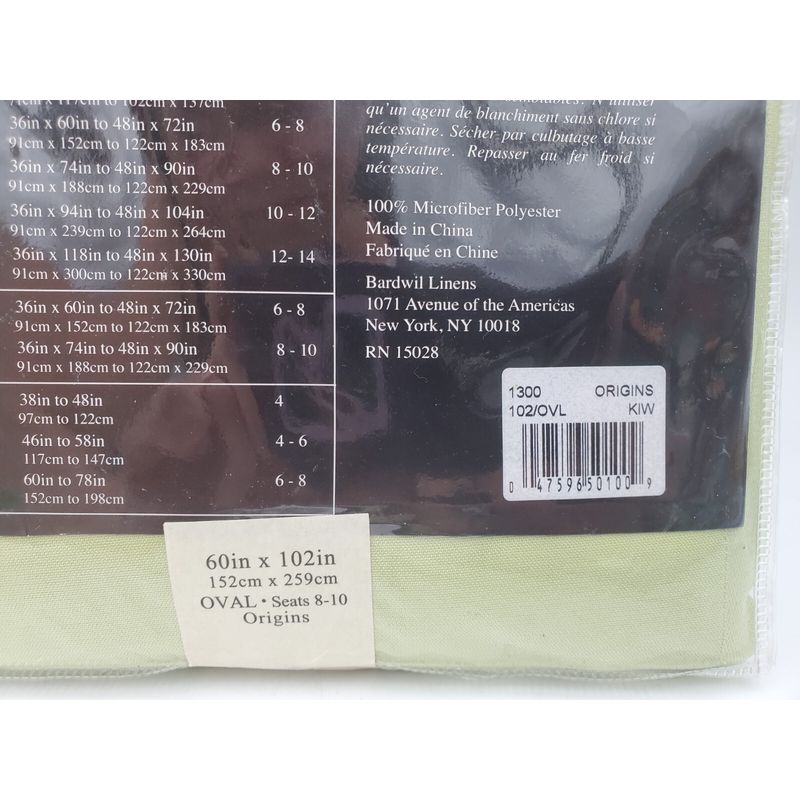 71cm x 117cm to 102cm x 137cm
36in x 60in to 48in x 72in 6 - 8
91cm x 152cm to 122cm x 183cm
36in x 74in to 48in x 90in 8 - 10
91cm x 188cm to 122cm x 229cm
36in x 94in to 48in x 104in 10 - 12
91cm x 239cm to 122cm x 264cm
36in x 118in to 48in x 130in 12- 14
91cm x 300cm to 122cm x 330cm
36in x 60in to 48in x 72in 6 - 8
91cm x 152cm to 122cm x 183cm
36in x 74in to 48in x 90in 8 - 10
91cm x 188cm to 122cm x 229cm
38in to 48in 4
97cm to 122cm
46in to 58in 4 - 6
117cm to 147cm
60in to 78in 6 - 8
152cm to 198cm
semblables. N'utiliser
qu'un agent de blanchiment sans chlore si
nécessaire. Sécher par culbutage à basse
température. Repasser au fer froid si
nécessaire.
100% Microfiber Polyester
Made in China
Fabriqué en Chine
Bardwil Linens
1071 Avenue of the Americas
New York, NY 10018
RN 15028
1300 ORIGINS
102/OVL KIW
0 47596 50100 9
60in x 102in
152cm x 259cm
OVAL • Seats 8-10
Origins